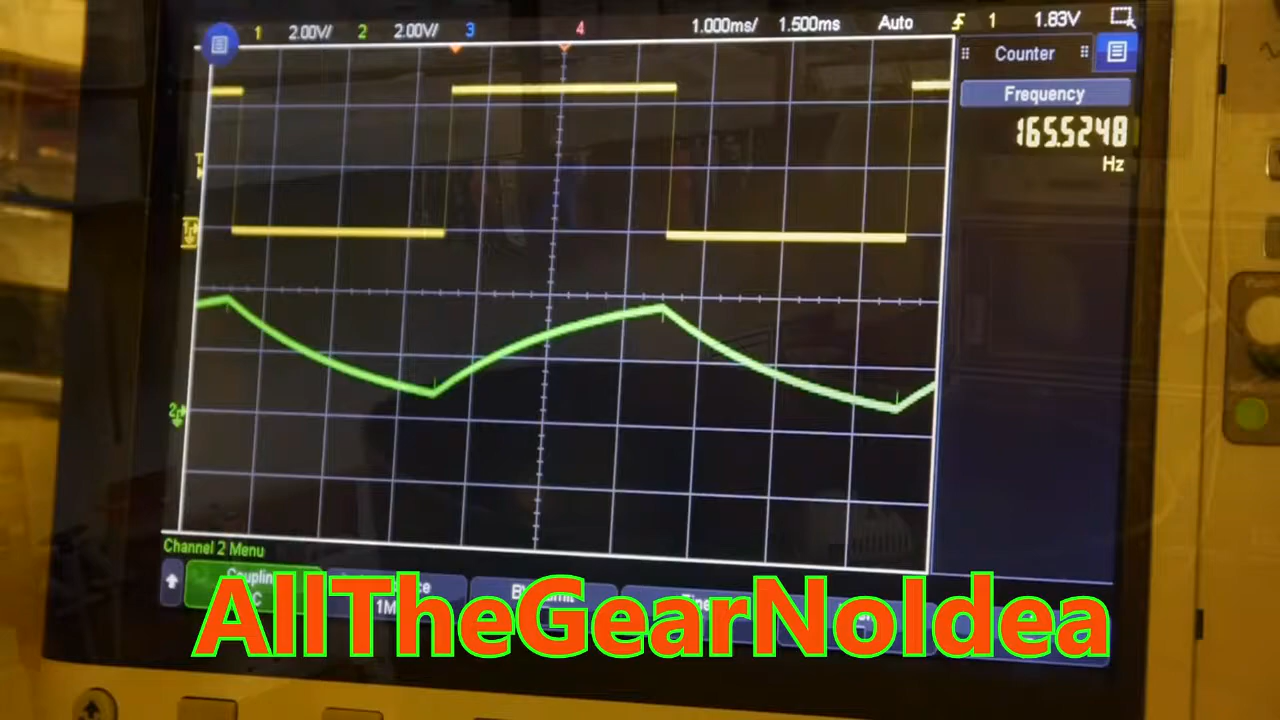 1 2.00V/ 2 2.00V/ 3 4 1.000ms/ 1.500ms Auto 1 1.83V
Counter
Frequency
165.5248
Hz
Channel 2 Menu
AllTheGearNoIdea